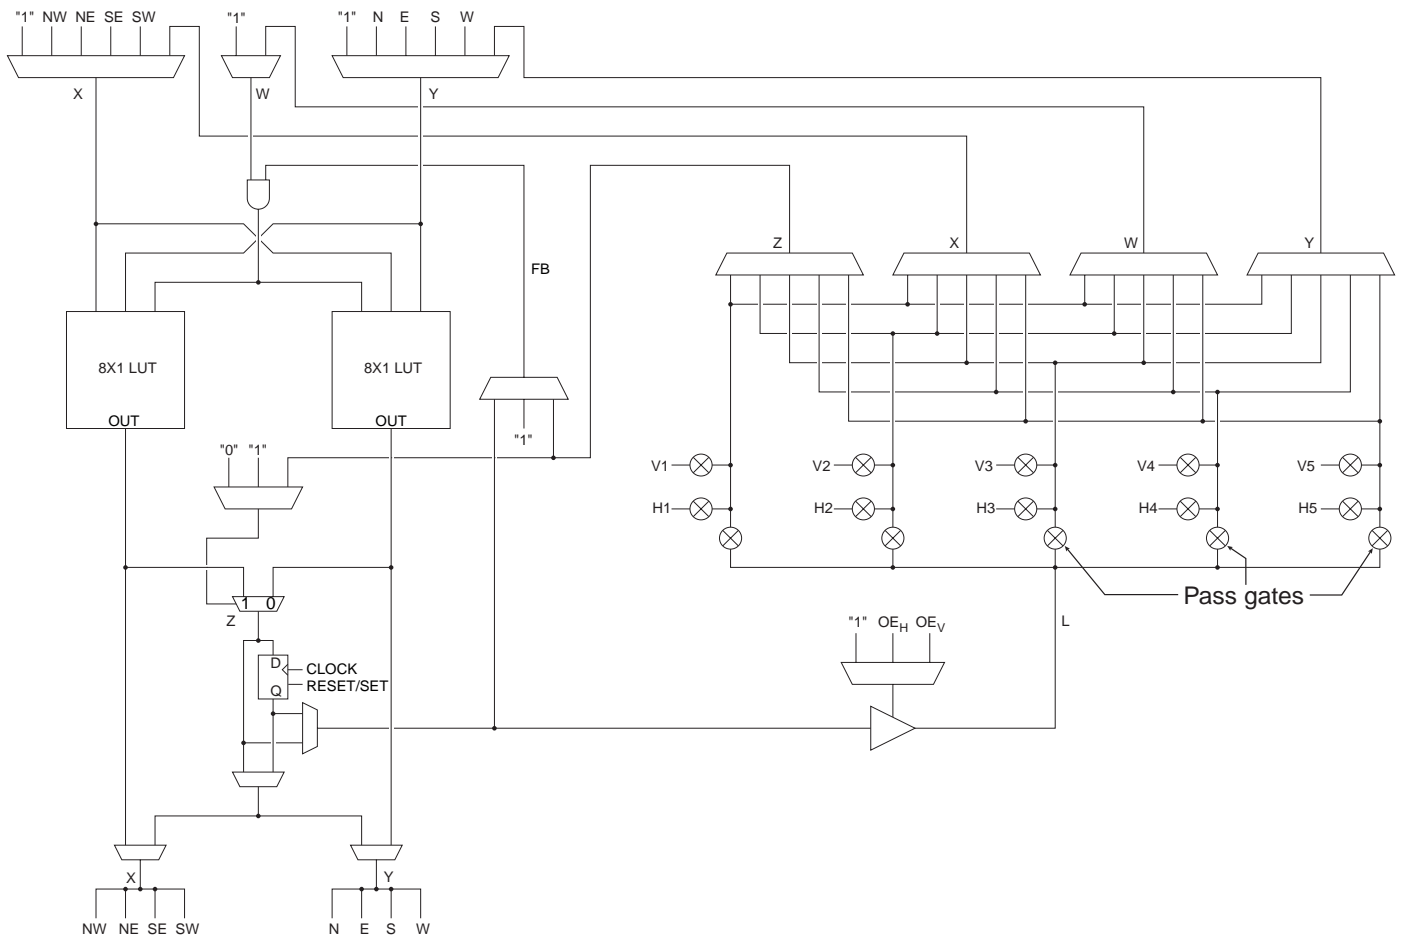 "1" NW NE SE SW "1" "1" N E S W
X W Y
Z X W Y
FB
8X1 LUT 8X1 LUT
OUT OUT
"1"
"0" "1"
V1 V2 V3 V4 V5
H1 H2 H3 H4 H5
Pass gates
1 0
Z "1" OEH OEV L
D
CLOCK
RESET/SET
Q
X Y
NW NE SE SW N E S W